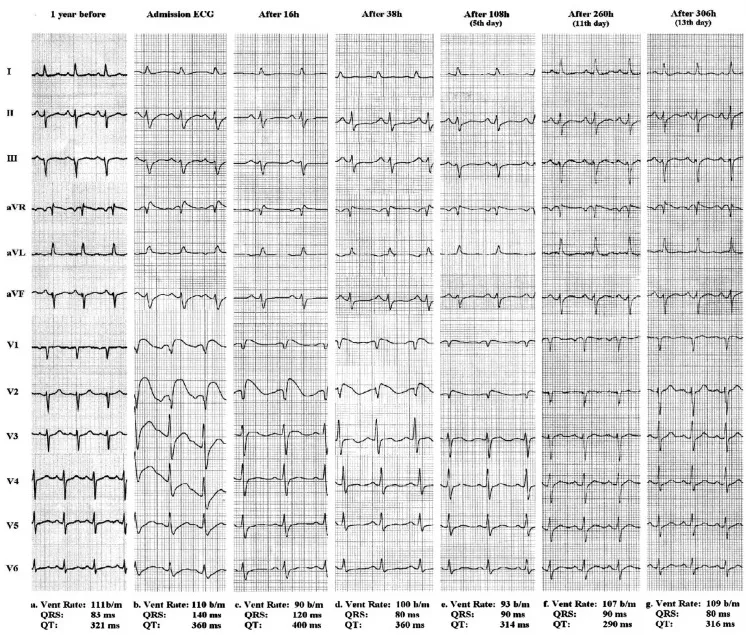 1 year before Admission ECG After 16h After 38h After 108h After 260h After 306h
(5th day) (11th day) (13th day)
I
II
III
aVR
aVL
aVF
V1
V2
V3
V4
V5
V6
a. Vent Rate: 111b/m b. Vent Rate: 110 b/m c. Vent Rate: 90 b/m d. Vent Rate: 100 b/m e. Vent Rate: 93 b/m f. Vent Rate: 107 b/m g. Vent Rate: 109 b/m
QRS: 83 ms QRS: 140 ms QRS: 120 ms QRS: 80 ms QRS: 90 ms QRS: 90 ms QRS: 80 ms
QT: 321 ms QT: 360 ms QT: 400 ms QT: 360 ms QT: 314 ms QT: 290 ms QT: 316 ms